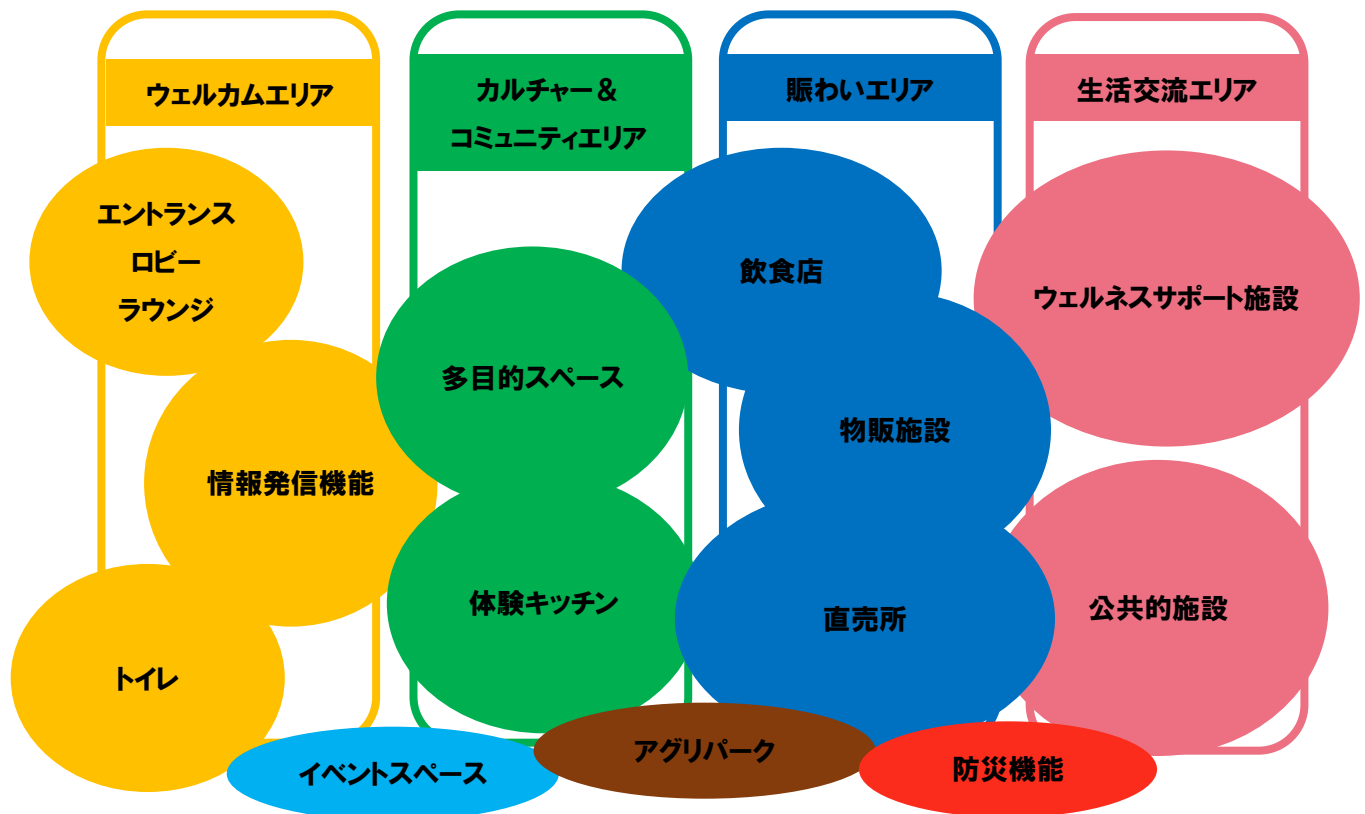 ウェルカムエリア
エントランス
ロビー
ラウンジ
情報発信機能
トイレ
カルチャー＆
コミュニティエリア
多目的スペース
体験キッチン
賑わいエリア
飲食店
物販施設
直売所
生活交流エリア
ウェルネスサポート施設
公共的施設
イベントスペース
アグリパーク
防災機能